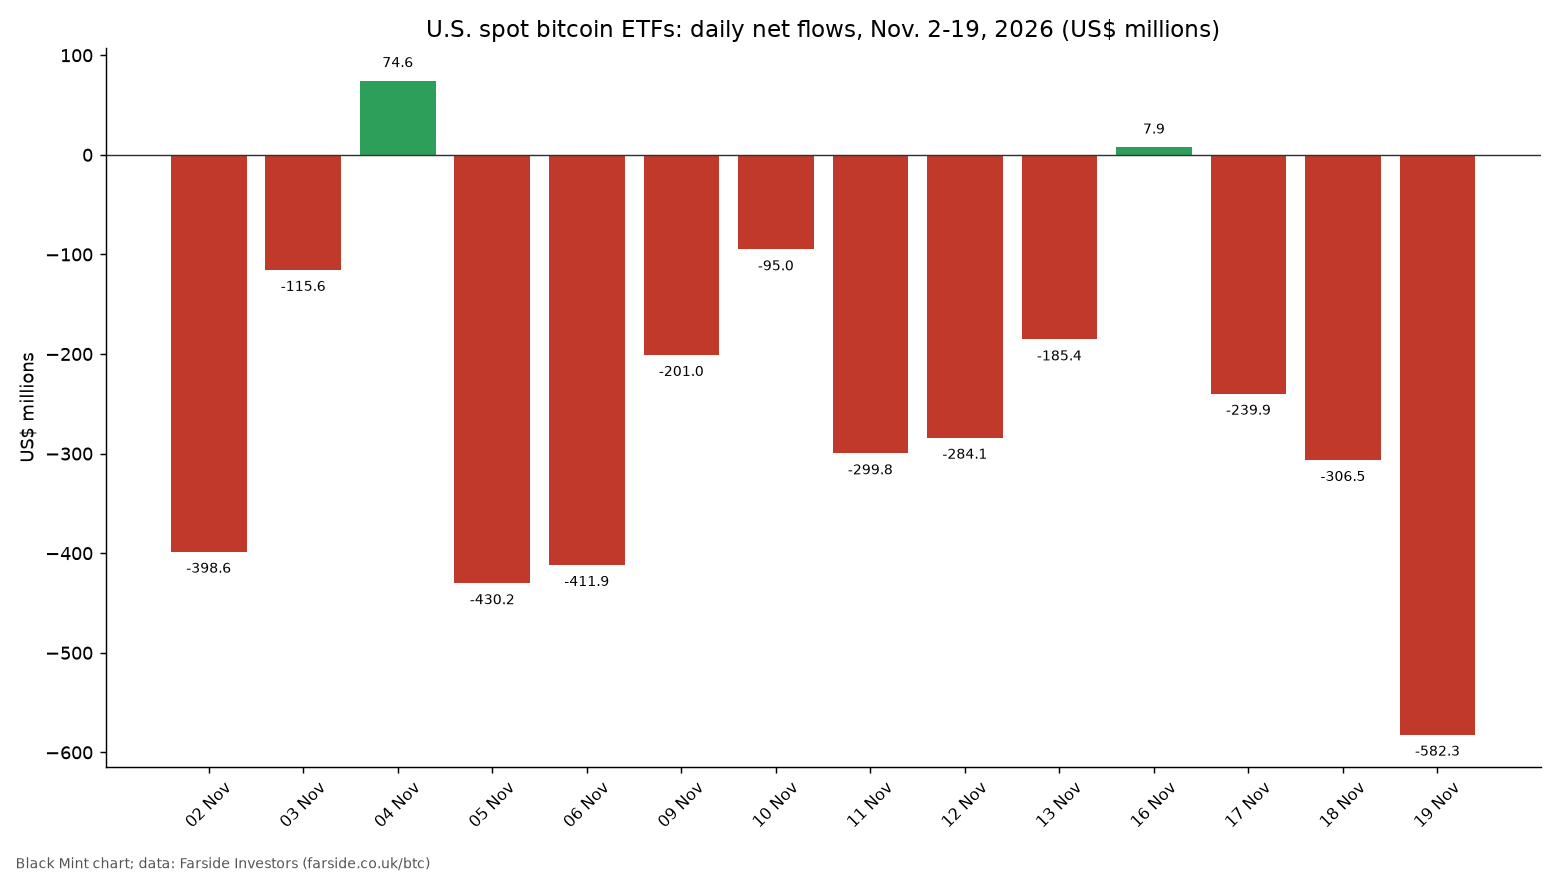 U.S. spot bitcoin ETFs: daily net flows, Nov. 2-19, 2026 (US$ millions)
US$ millions
100
0
−100
−200
−300
−400
−500
−600
-398.6
-115.6
74.6
-430.2
-411.9
-201.0
-95.0
-299.8
-284.1
-185.4
7.9
-239.9
-306.5
-582.3
02 Nov
03 Nov
04 Nov
05 Nov
06 Nov
09 Nov
10 Nov
11 Nov
12 Nov
13 Nov
16 Nov
17 Nov
18 Nov
19 Nov
Black Mint chart; data: Farside Investors (farside.co.uk/btc)